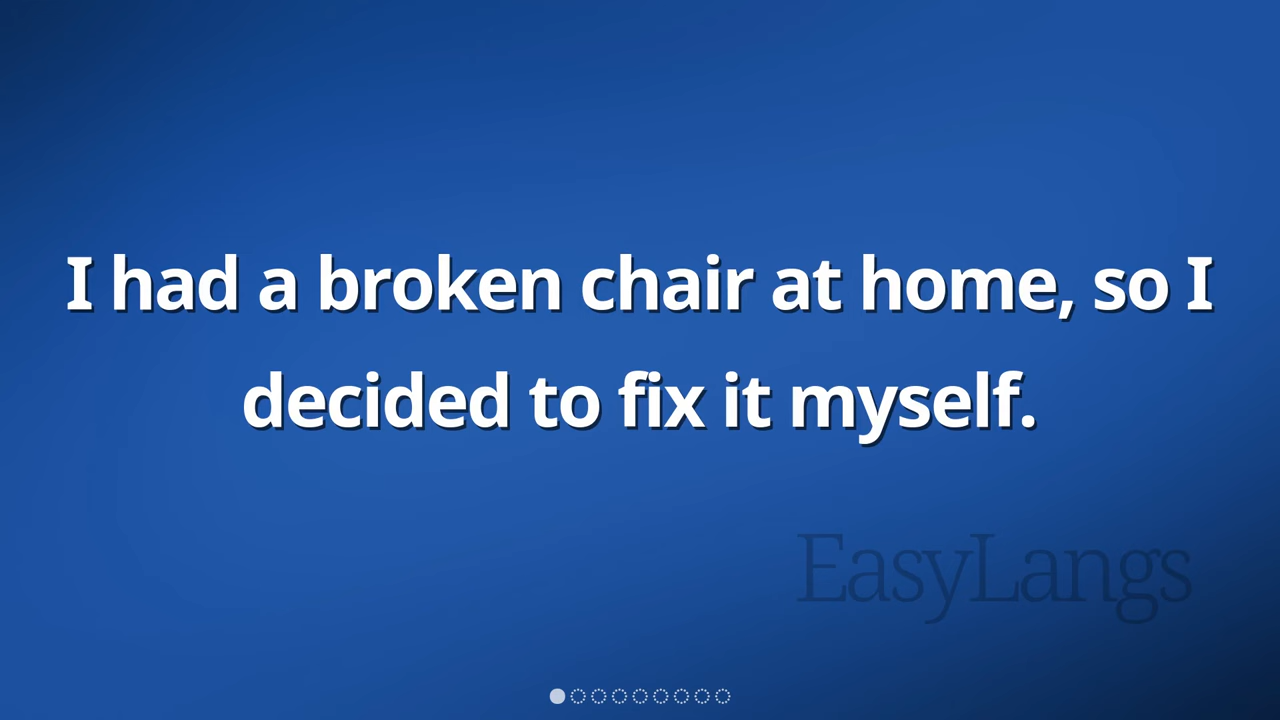 I had a broken chair at home, so I
decided to fix it myself.
EasyLangs